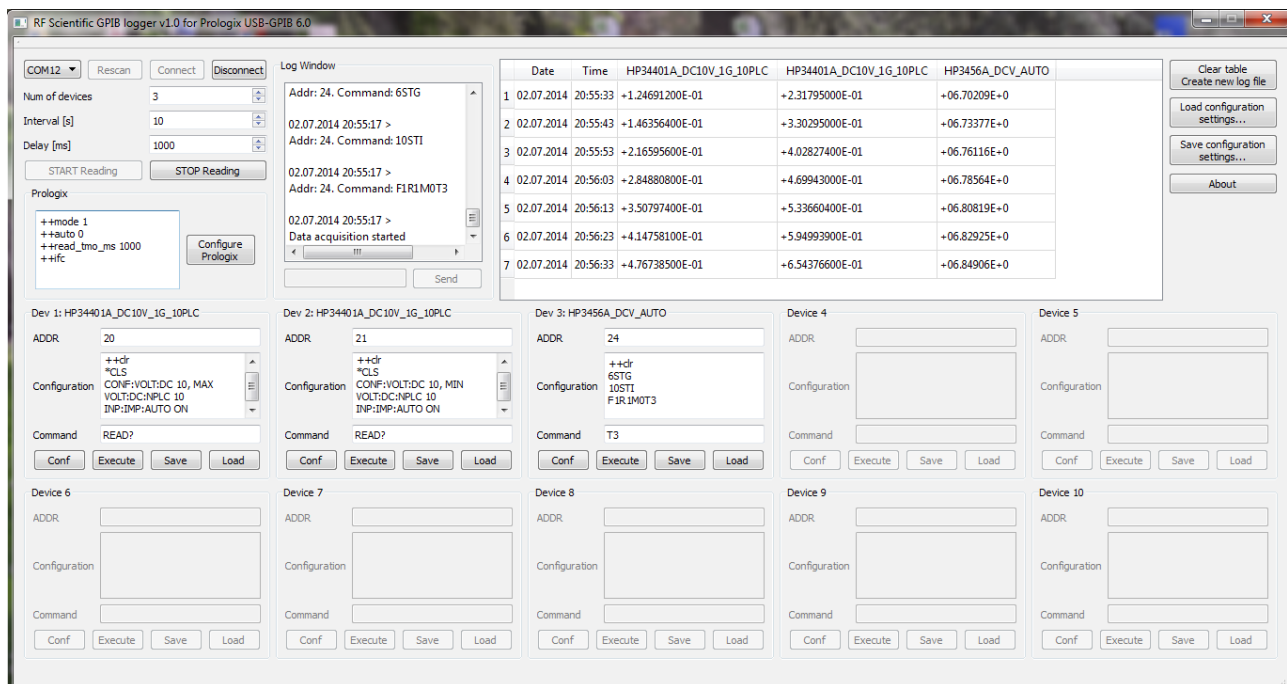 RF Scientific GPIB logger v1.0 for Prologix USB-GPIB 6.0
COM12 Rescan Connect Disconnect
Num of devices 3
Interval [s] 10
Delay [ms] 1000
START Reading STOP Reading
Prologix
++mode 1
++auto 0
++read_tmo_ms 1000
++ifc
Configure
Prologix
Log Window
Addr: 24. Command: 6STG
02.07.2014 20:55:17 >
Addr: 24. Command: 10STI
02.07.2014 20:55:17 >
Addr: 24. Command: F1R1M0T3
02.07.2014 20:55:17 >
Data acquisition started
Send
Date Time HP34401A_DC10V_1G_10PLC HP34401A_DC10V_1G_10PLC HP3456A_DCV_AUTO
1 02.07.2014 20:55:33 +1.24691200E-01 +2.31795000E-01 +06.70209E+0
2 02.07.2014 20:55:43 +1.46356400E-01 +3.30295000E-01 +06.73377E+0
3 02.07.2014 20:55:53 +2.16595600E-01 +4.02827400E-01 +06.76116E+0
4 02.07.2014 20:56:03 +2.84880800E-01 +4.69943000E-01 +06.78564E+0
5 02.07.2014 20:56:13 +3.50797400E-01 +5.33660400E-01 +06.80819E+0
6 02.07.2014 20:56:23 +4.14758100E-01 +5.94993900E-01 +06.82925E+0
7 02.07.2014 20:56:33 +4.76738500E-01 +6.54376600E-01 +06.84906E+0
Clear table
Create new log file
Load configuration
settings...
Save configuration
settings...
About
Dev 1: HP34401A_DC10V_1G_10PLC
ADDR 20
Configuration
++clr
*CLS
CONF:VOLT:DC 10, MAX
VOLT:DC:NPLC 10
INP:IMP:AUTO ON
Command READ?
Conf Execute Save Load
Dev 2: HP34401A_DC10V_1G_10PLC
ADDR 21
Configuration
++clr
*CLS
CONF:VOLT:DC 10, MIN
VOLT:DC:NPLC 10
INP:IMP:AUTO ON
Command READ?
Conf Execute Save Load
Dev 3: HP3456A_DCV_AUTO
ADDR 24
Configuration
++clr
6STG
10STI
F1R1M0T3
Command T3
Conf Execute Save Load
Device 4
ADDR
Configuration
Command
Conf Execute Save Load
Device 5
ADDR
Configuration
Command
Conf Execute Save Load
Device 6
ADDR
Configuration
Command
Conf Execute Save Load
Device 7
ADDR
Configuration
Command
Conf Execute Save Load
Device 8
ADDR
Configuration
Command
Conf Execute Save Load
Device 9
ADDR
Configuration
Command
Conf Execute Save Load
Device 10
ADDR
Configuration
Command
Conf Execute Save Load